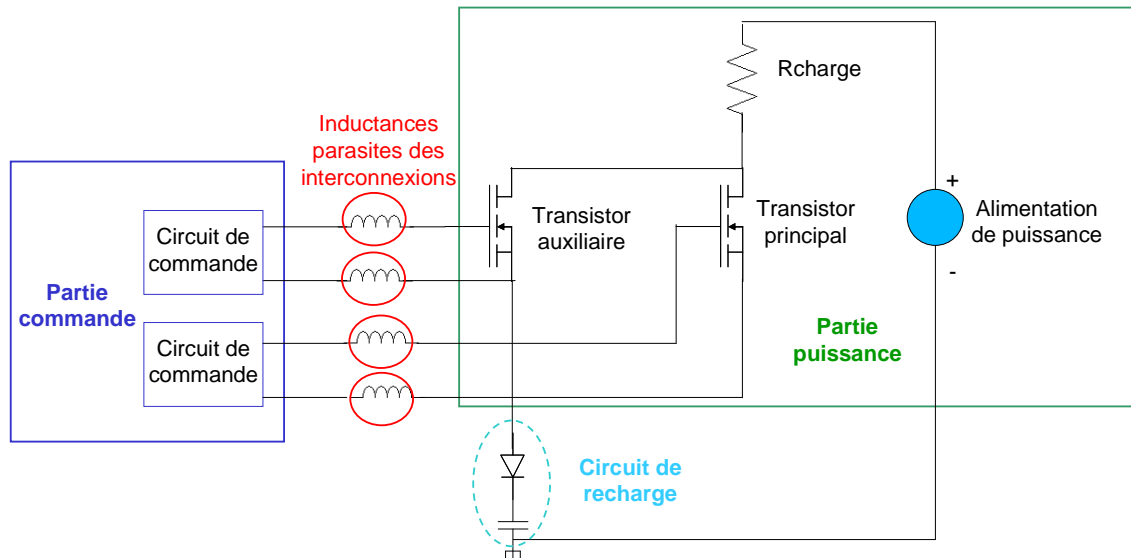 Rcharge
Inductances
parasites des
interconnexions
Circuit de
commande
Partie
commande
Circuit de
commande
Transistor
auxiliaire
Transistor
principal
+
Alimentation
de puissance
-
Partie
puissance
Circuit de
recharge